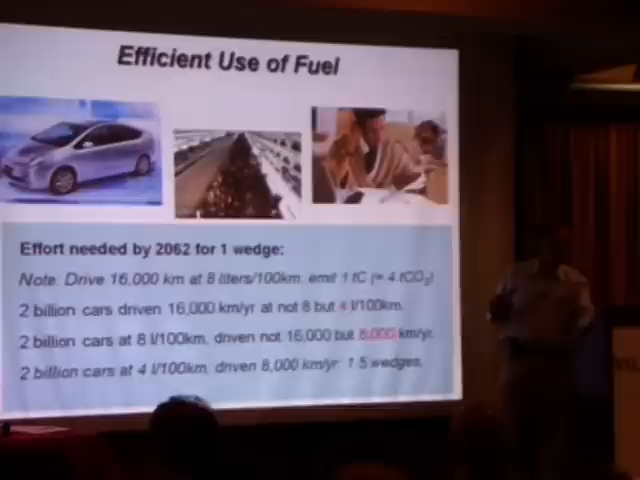 Efficient Use of Fuel
Effort needed by 2062 for 1 wedge:
Note: Drive 16,000 km at 8 liters/100km, emit 1 tC (= 4 tCO2)
2 billion cars driven 16,000 km/yr at not 8 but 4 l/100km.
2 billion cars at 8 l/100km, driven not 16,000 but 8,000 km/yr.
2 billion cars at 4 l/100km, driven 8,000 km/yr: 1.5 wedges.